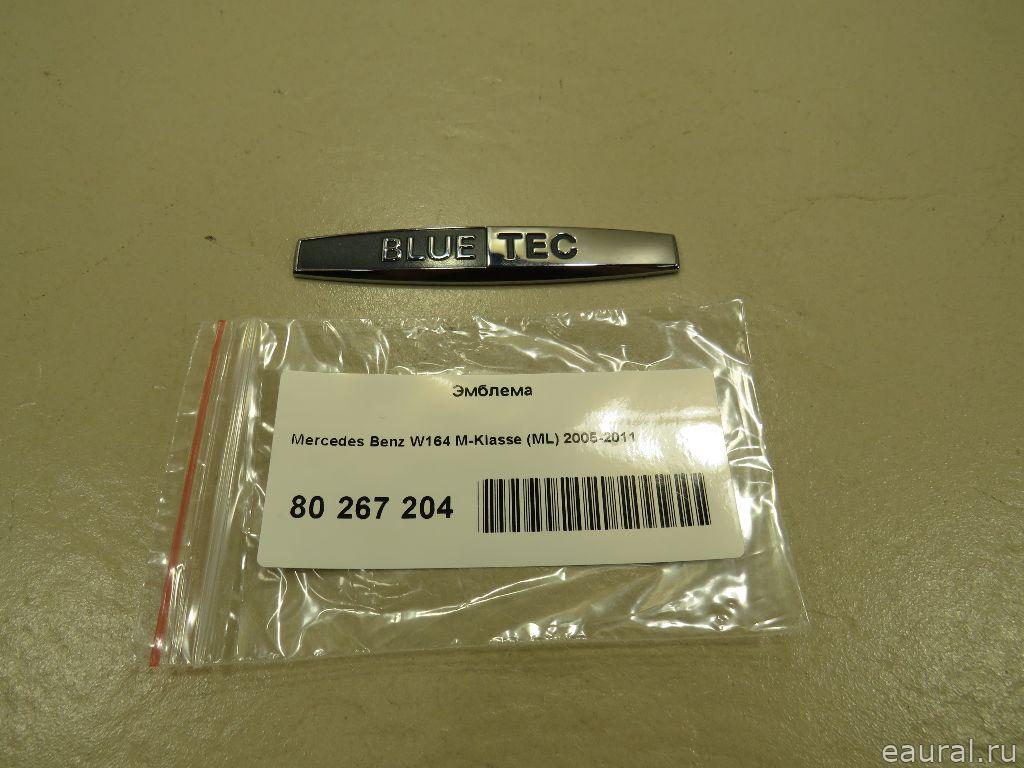 BLUE TEC
Эмблема
Mercedes Benz W164 M-Klasse (ML) 2005-2011
80 267 204
eaural.ru